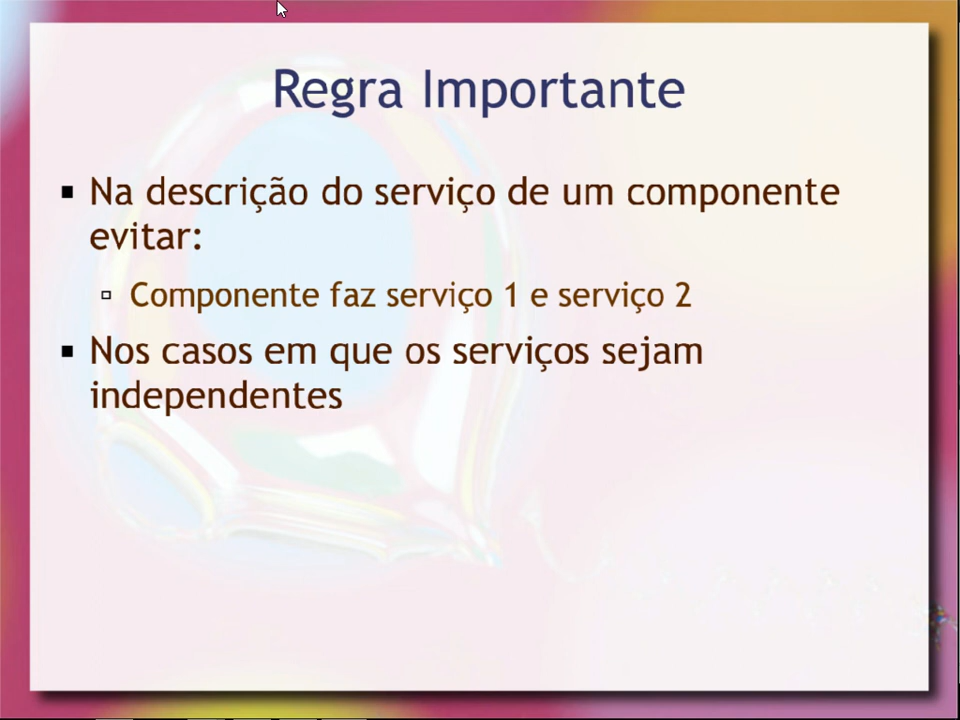 Regra Importante
Na descrição do serviço de um componente
evitar:
Componente faz serviço 1 e serviço 2
Nos casos em que os serviços sejam
independentes